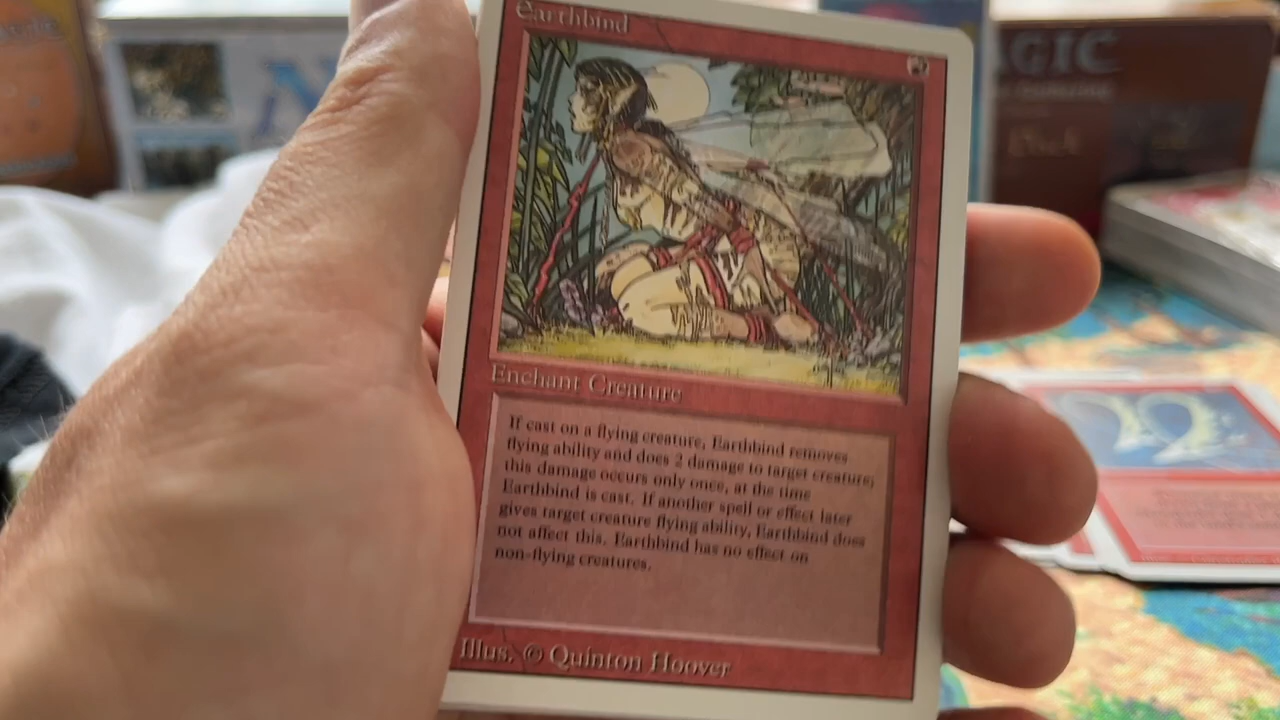 Earthbind
Enchant Creature
If cast on a flying creature, Earthbind removes
flying ability and does 2 damage to target creature;
this damage occurs only once, at the time
Earthbind is cast. If another spell or effect later
gives target creature flying ability, Earthbind does
not affect this. Earthbind has no effect on
non-flying creatures.
Illus. © Quinton Hoover
AGIC
Deck